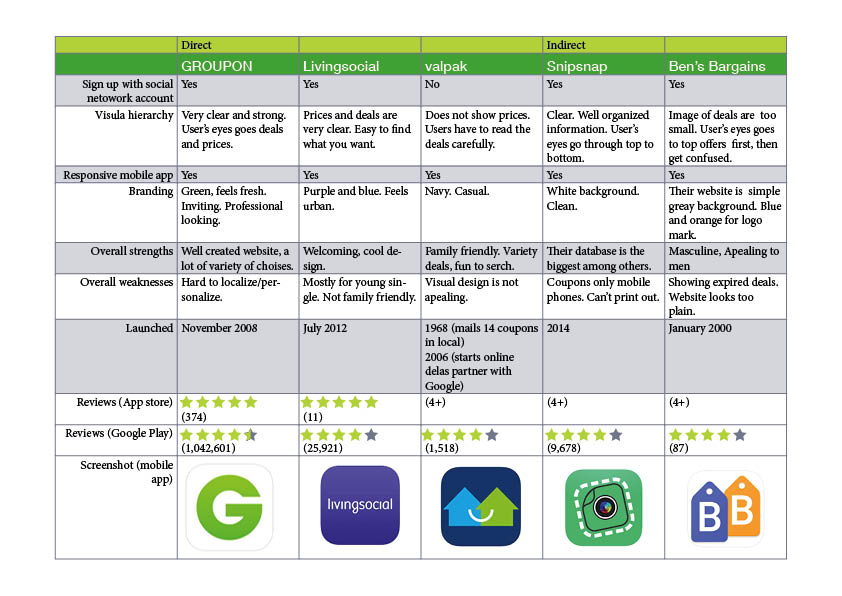 Direct Indirect
GROUPON Livingsocial valpak Snipsnap Ben's Bargains
Sign up with social
netowork account
Yes Yes No Yes Yes
Visula hierarchy
Very clear and strong.
User's eyes goes deals
and prices.
Prices and deals are
very clear. Easy to find
what you want.
Does not show prices.
Users have to read the
deals carefully.
Clear. Well organized
information. User's
eyes go through top to
bottom.
Image of deals are too
small. User's eyes goes
to top offers first, then
get confused.
Responsive mobile app Yes Yes Yes Yes Yes
Branding
Green, feels fresh.
Inviting. Professional
looking.
Purple and blue. Feels
urban.
Navy. Casual.
White background.
Clean.
Their website is simple
greay background. Blue
and orange for logo
mark.
Overall strengths
Well created website, a
lot of variety of choises.
Welcoming, cool de-
sign.
Family friendly. Variety
deals, fun to serch.
Their database is the
biggest among others.
Masculine, Apealing to
men
Overall weaknesses
Hard to localize/per-
sonalize.
Mostly for young sin-
gle. Not family friendly.
Visual design is not
apealing.
Coupons only mobile
phones. Can't print out.
Showing expired deals.
Website looks too
plain.
Launched
November 2008
July 2012
1968 (mails 14 coupons
in local)
2006 (starts online
delas partner with
Google)
2014
January 2000
Reviews (App store)
(374)
(11)
(4+)
(4+)
(4+)
Reviews (Google Play)
(1,042,601)
(25,921)
(1,518)
(9,678)
(87)
Screenshot (mobile
app)
G
livingsocial
B B